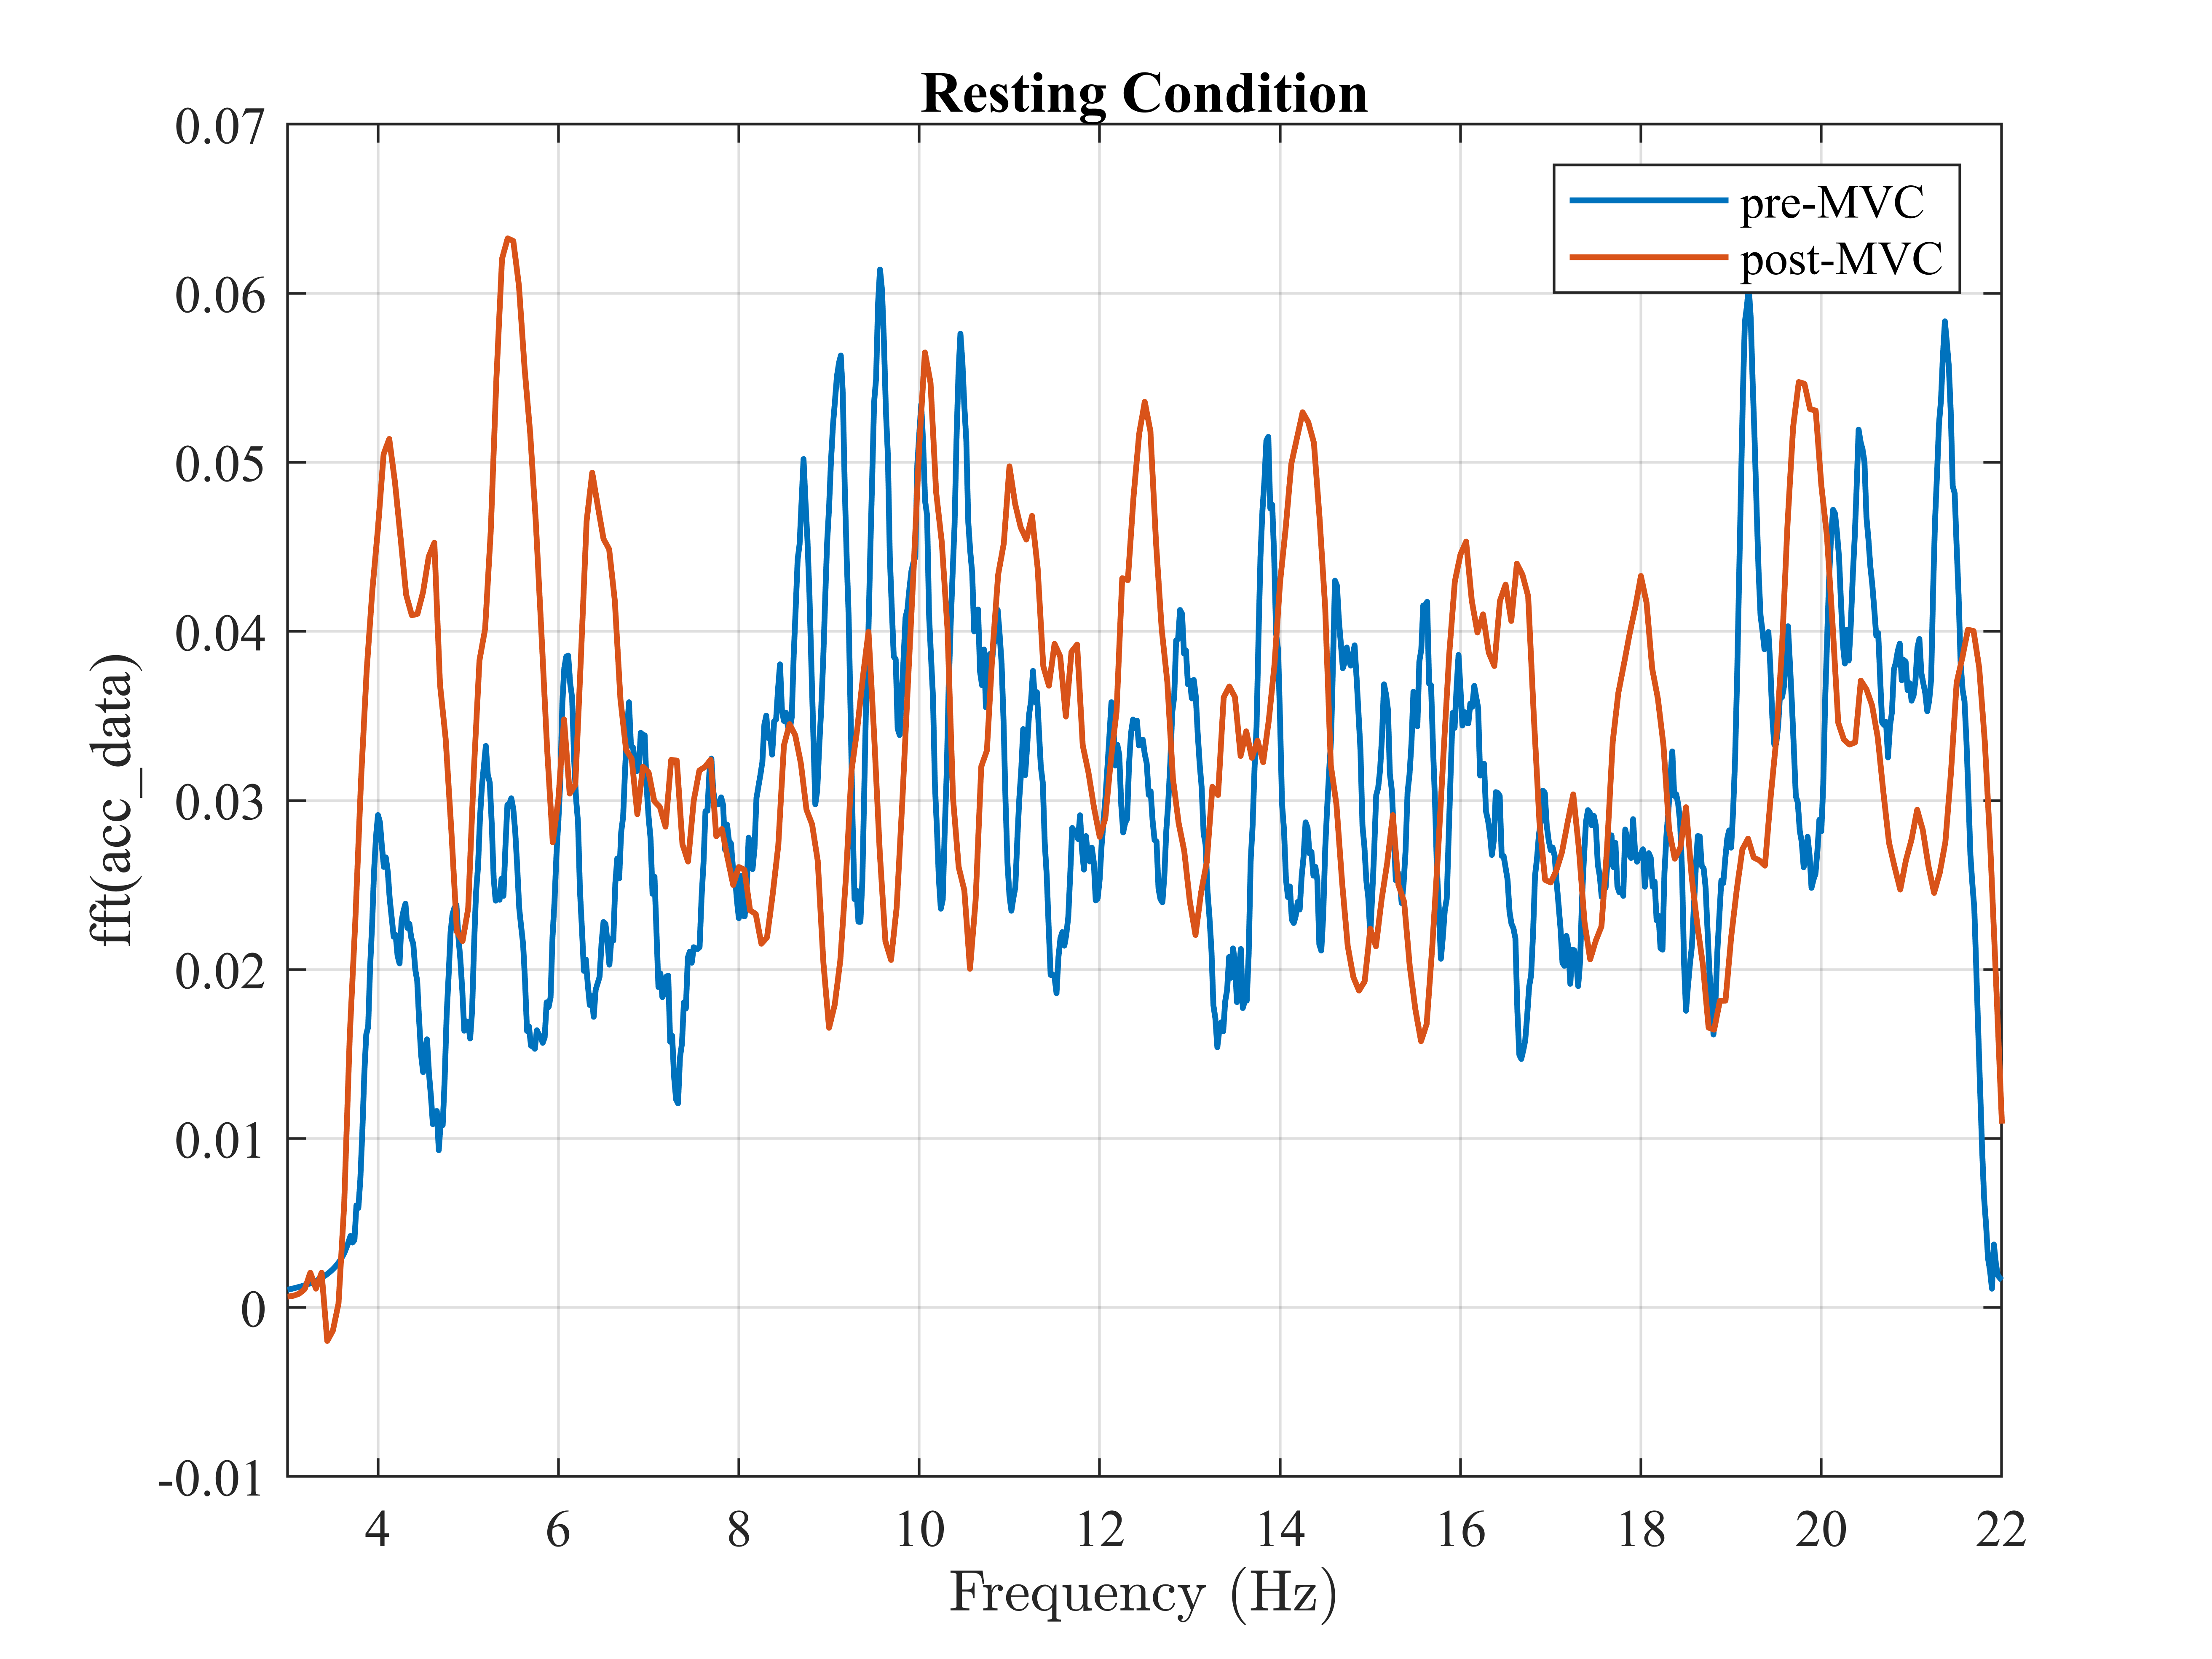 Resting Condition
pre-MVC
post-MVC
fft(acc_data)
0.07
0.06
0.05
0.04
0.03
0.02
0.01
0
-0.01
4 6 8 10 12 14 16 18 20 22
Frequency (Hz)